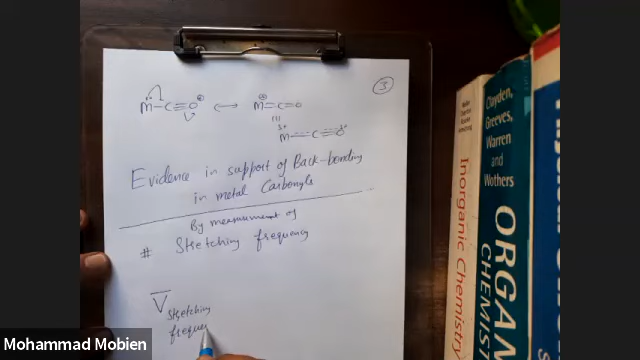 ③
M–C≡O⊕ ⟷ M=C=O
M C O
Evidence in support of Back-bonding
in metal Carbonyls
By measurement of
# Stretching frequency
V̅ stretching
frequen
Inorganic Chemistry
Clayden,
Greeves,
Warren
and
Wothers
ORGANIC
CHEMISTRY
Mohammad Mobien